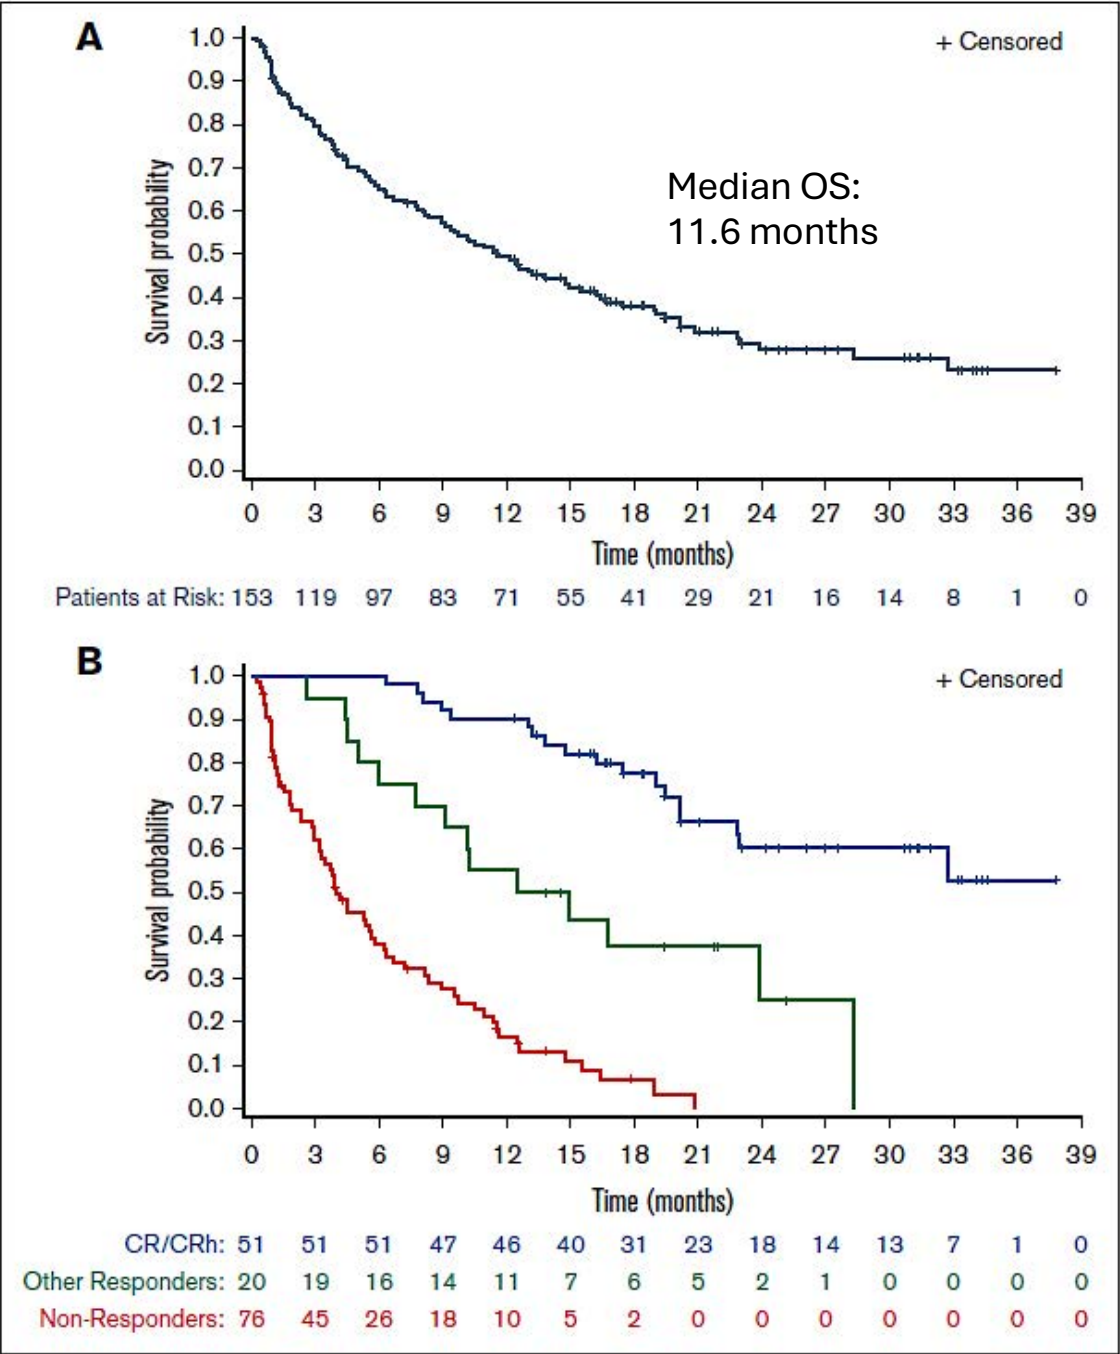 A
+ Censored
Survival probability
1.0
0.9
0.8
0.7
0.6
0.5
0.4
0.3
0.2
0.1
0.0
Median OS:
11.6 months
0 3 6 9 12 15 18 21 24 27 30 33 36 39
Time (months)
Patients at Risk: 153 119 97 83 71 55 41 29 21 16 14 8 1 0
B
+ Censored
Survival probability
1.0
0.9
0.8
0.7
0.6
0.5
0.4
0.3
0.2
0.1
0.0
0 3 6 9 12 15 18 21 24 27 30 33 36 39
Time (months)
CR/CRh: 51 51 51 47 46 40 31 23 18 14 13 7 1 0
Other Responders: 20 19 16 14 11 7 6 5 2 1 0 0 0 0
Non-Responders: 76 45 26 18 10 5 2 0 0 0 0 0 0 0